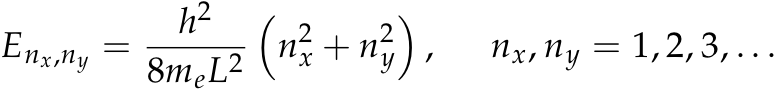 $E_{n_x,n_y} = \dfrac{h^2}{8m_eL^2}\left(n_x^2 + n_y^2\right), \quad n_x, n_y = 1, 2, 3, \ldots$